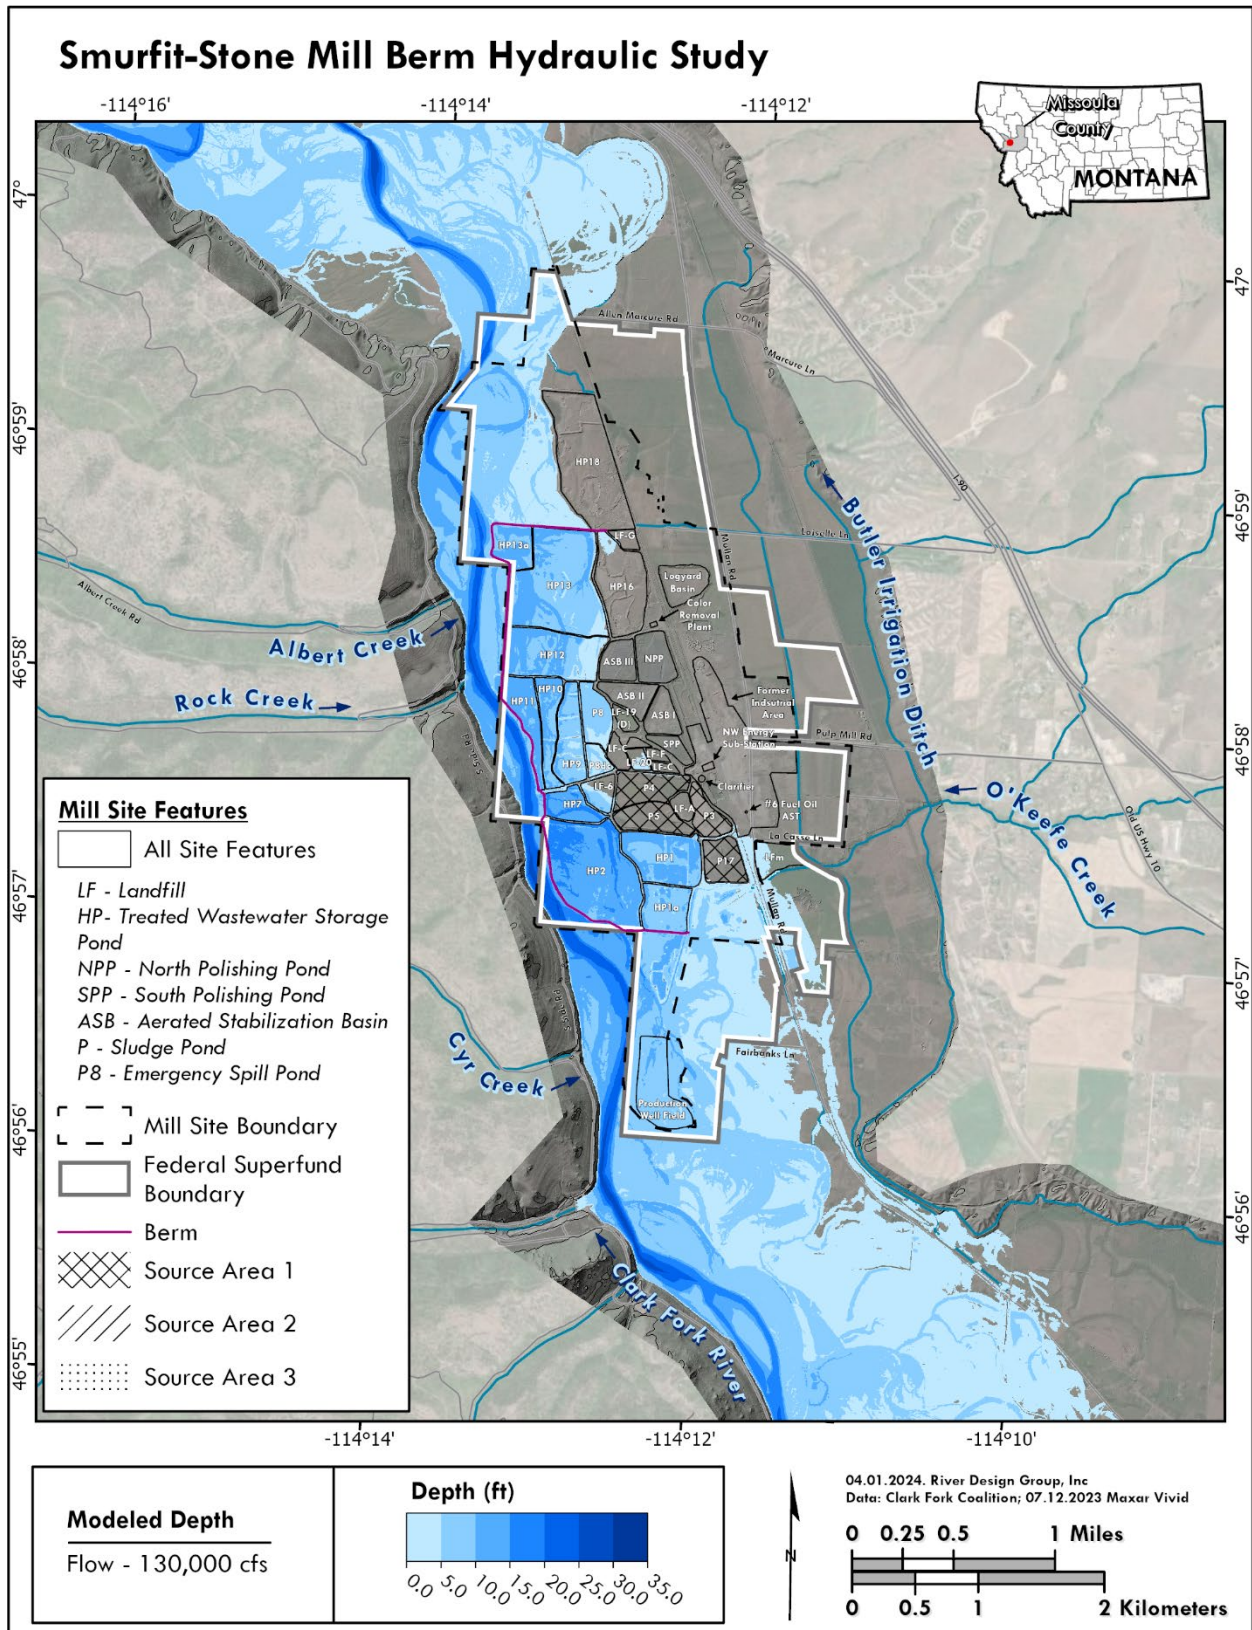 Smurfit-Stone Mill Berm Hydraulic Study
-114°16'
-114°14'
-114°12'
Missoula
County
MONTANA
47°
47°
Allen Marcure Rd
Marcure Ln
46°59'
HP18
I-90
46°59'
Butler Irrigation Ditch
LF-G
Loiselle Ln
HP13a
Mullan Rd
HP13
HP16
Logyard
Basin
Albert Creek Rd
Color
Removal
Plant
Albert Creek
46°58'
HP12
ASB III
NPP
Rock Creek
HP11
HP10
ASB II
Former
Indsutrial
Area
P8
LF-19
(D)
ASB I
NW Energy
Sub-Station
Pulp Mill Rd
46°58'
SPP
LF-E
LF-C
HP9
LF-6
P4
Clarifier
O'Keefe Creek
HP7
LF-A
#6 Fuel Oil
AST
P5
P3
La Casse Ln
Old US Hwy 10
HP2
HP1
P17
LFm
46°57'
HP1a
Mullan Rd
46°57'
Cyr Creek
Fairbanks Ln
Production
Well Field
46°56'
46°56'
Clark Fork River
46°55'
Mill Site Features
All Site Features
LF - Landfill
HP- Treated Wastewater Storage
Pond
NPP - North Polishing Pond
SPP - South Polishing Pond
ASB - Aerated Stabilization Basin
P - Sludge Pond
P8 - Emergency Spill Pond
Mill Site Boundary
Federal Superfund
Boundary
Berm
Source Area 1
Source Area 2
Source Area 3
-114°14'
-114°12'
-114°10'
Modeled Depth
Flow - 130,000 cfs
Depth (ft)
0.0
5.0
10.0
15.0
20.0
25.0
30.0
35.0
N
04.01.2024. River Design Group, Inc
Data: Clark Fork Coalition; 07.12.2023 Maxar Vivid
0 0.25 0.5 1 Miles
0 0.5 1 2 Kilometers